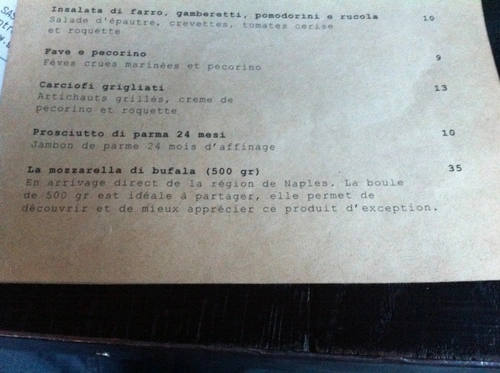 Insalata di farro, gamberetti, pomodorini e rucola 10
Salade d'épautre, crevettes, tomates cerise
et roquette
Fave e pecorino 9
Féves crues marinées et pecorino
Carciofi grigliati 13
Artichauts grillés, creme de
pecorino et roquette
Prosciutto di parma 24 mesi 10
Jambon de parme 24 mois d'affinage
La mozzarella di bufala (500 gr) 35
En arrivage direct de la région de Naples. La boule
de 500 gr est idéale à partager, elle permet de
découvrir et de mieux apprécier ce produit d'exception.
SAS